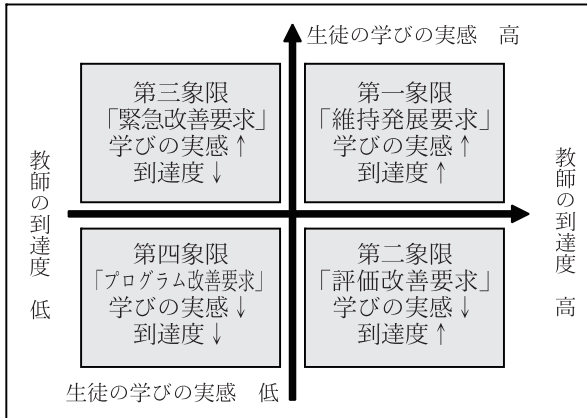 生徒の学びの実感　高
第三象限
「緊急改善要求」
学びの実感↑
到達度↓
第一象限
「維持発展要求」
学びの実感↑
到達度↑
教師の到達度　低
教師の到達度　高
第四象限
「プログラム改善要求」
学びの実感↓
到達度↓
第二象限
「評価改善要求」
学びの実感↓
到達度↑
生徒の学びの実感　低